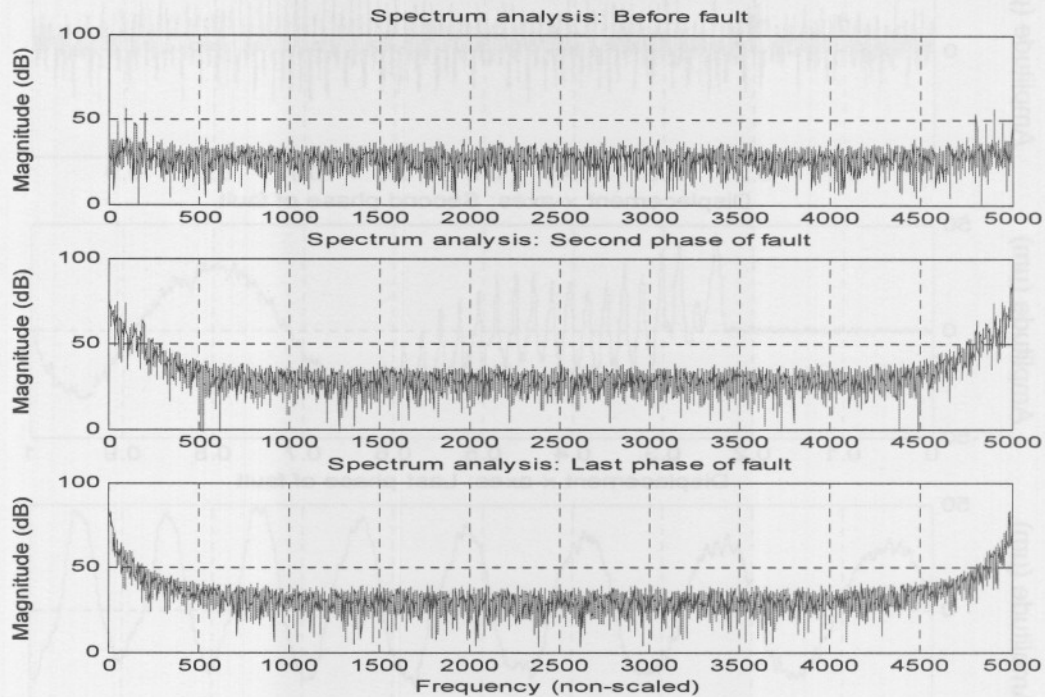 Spectrum analysis: Before fault
Magnitude (dB)
100
50
0
0 500 1000 1500 2000 2500 3000 3500 4000 4500 5000
Spectrum analysis: Second phase of fault
Magnitude (dB)
100
50
0
0 500 1000 1500 2000 2500 3000 3500 4000 4500 5000
Spectrum analysis: Last phase of fault
Magnitude (dB)
100
50
0
0 500 1000 1500 2000 2500 3000 3500 4000 4500 5000
Frequency (non-scaled)